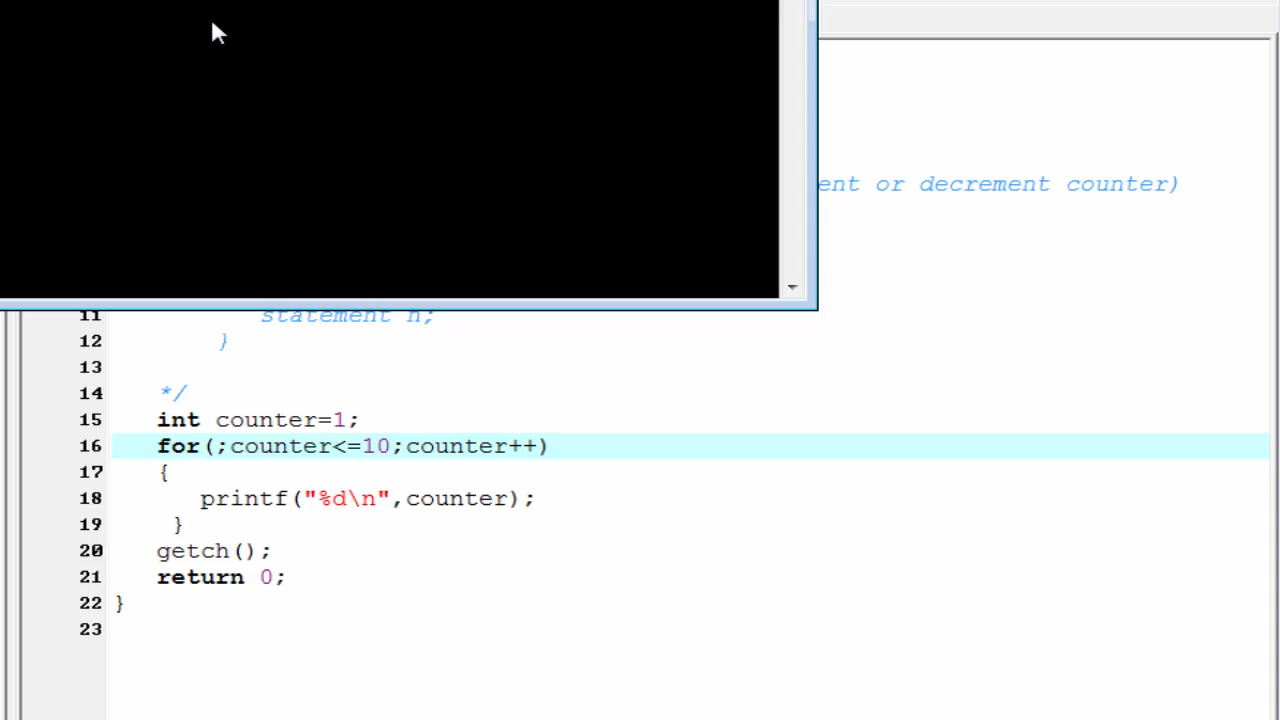 ent or decrement counter)
11 statement n;
12 }
13
14 */
15 int counter=1;
16 for(;counter<=10;counter++)
17 {
18 printf("%d\n",counter);
19 }
20 getch();
21 return 0;
22 }
23